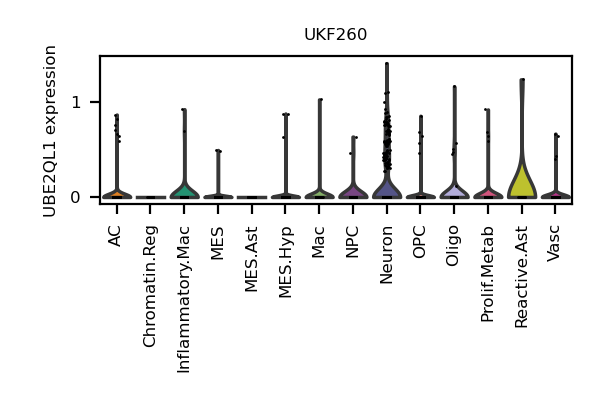 UKF260
UBE2QL1 expression
1
0
AC
Chromatin.Reg
Inflammatory.Mac
MES
MES.Ast
MES.Hyp
Mac
NPC
Neuron
OPC
Oligo
Prolif.Metab
Reactive.Ast
Vasc